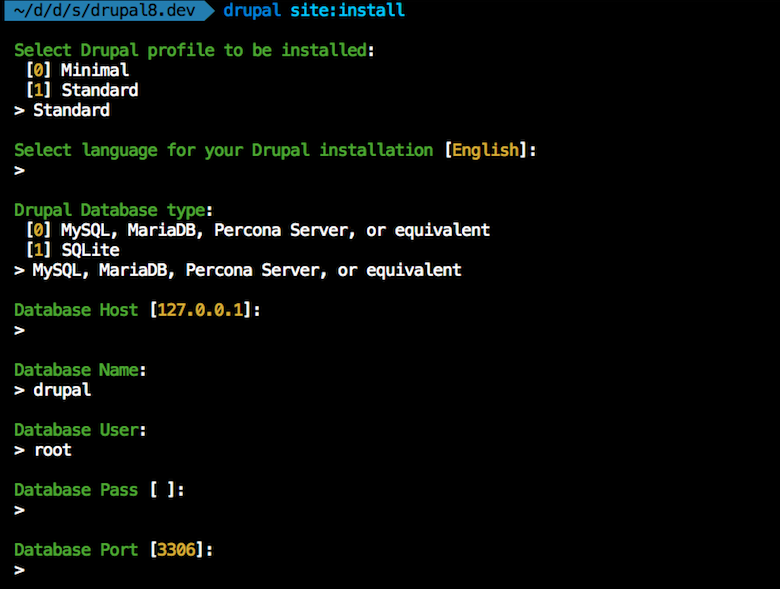 ~/d/d/s/drupal8.dev drupal site:install
Select Drupal profile to be installed:
[0] Minimal
[1] Standard
> Standard
Select language for your Drupal installation [English]:
>
Drupal Database type:
[0] MySQL, MariaDB, Percona Server, or equivalent
[1] SQLite
> MySQL, MariaDB, Percona Server, or equivalent
Database Host [127.0.0.1]:
>
Database Name:
> drupal
Database User:
> root
Database Pass [ ]:
>
Database Port [3306]:
>